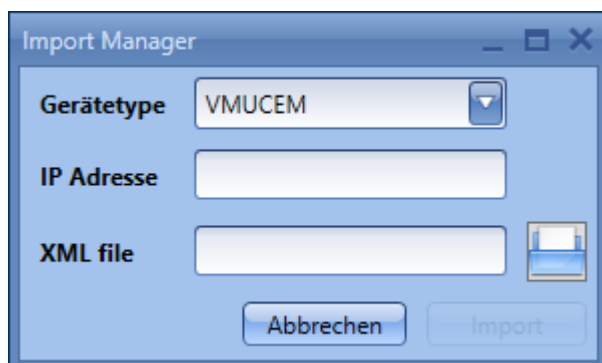 Import Manager
Gerätetype VMUCEM
IP Adresse
XML file
Abbrechen Import